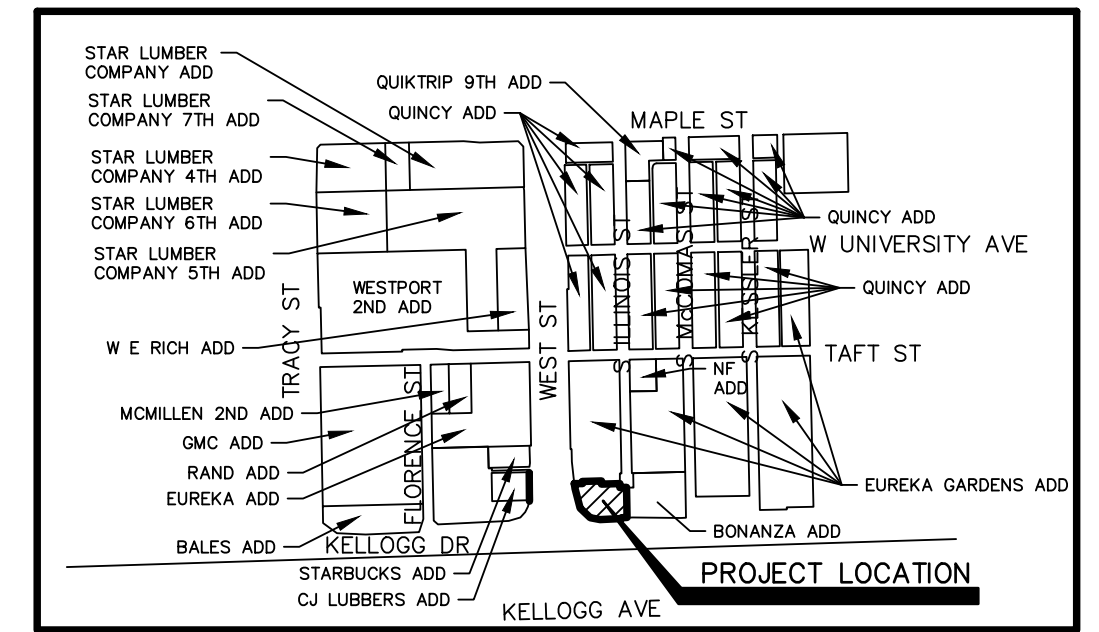 STAR LUMBER
COMPANY ADD
STAR LUMBER
COMPANY 7TH ADD
STAR LUMBER
COMPANY 4TH ADD
STAR LUMBER
COMPANY 6TH ADD
STAR LUMBER
COMPANY 5TH ADD
QUIKTRIP 9TH ADD
QUINCY ADD
MAPLE ST
QUINCY ADD
W UNIVERSITY AVE
QUINCY ADD
WESTPORT
2ND ADD
TRACY ST
WEST ST
S ILLINOIS ST
S McCOMAS ST
S KESSLER ST
W E RICH ADD
TAFT ST
NF
ADD
FLORENCE ST
MCMILLEN 2ND ADD
GMC ADD
RAND ADD
EUREKA ADD
EUREKA GARDENS ADD
BONANZA ADD
BALES ADD
KELLOGG DR
STARBUCKS ADD
CJ LUBBERS ADD
PROJECT LOCATION
KELLOGG AVE